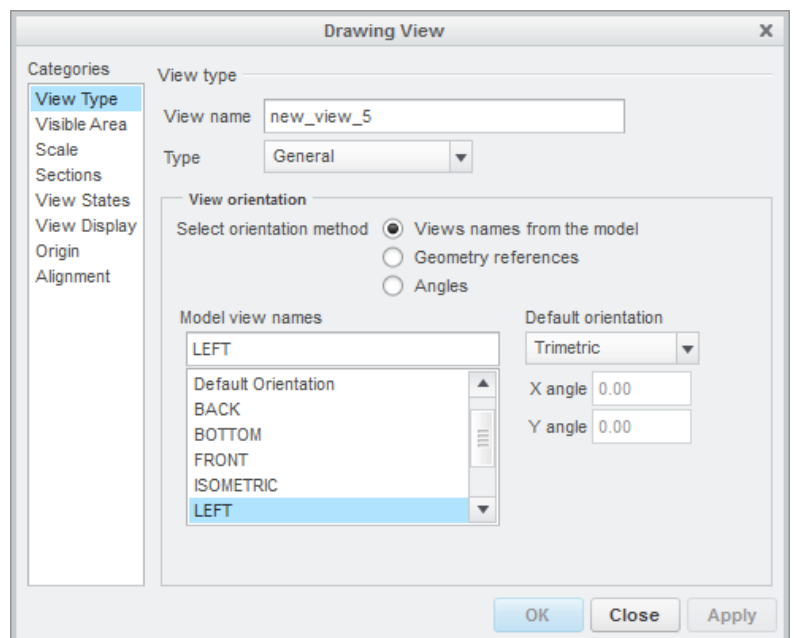 Drawing View
Categories
View Type
Visible Area
Scale
Sections
View States
View Display
Origin
Alignment
View type
View name new_view_5
Type General
View orientation
Select orientation method Views names from the model
Geometry references
Angles
Model view names
LEFT
Default Orientation
BACK
BOTTOM
FRONT
ISOMETRIC
LEFT
Default orientation
Trimetric
X angle 0.00
Y angle 0.00
OK Close Apply